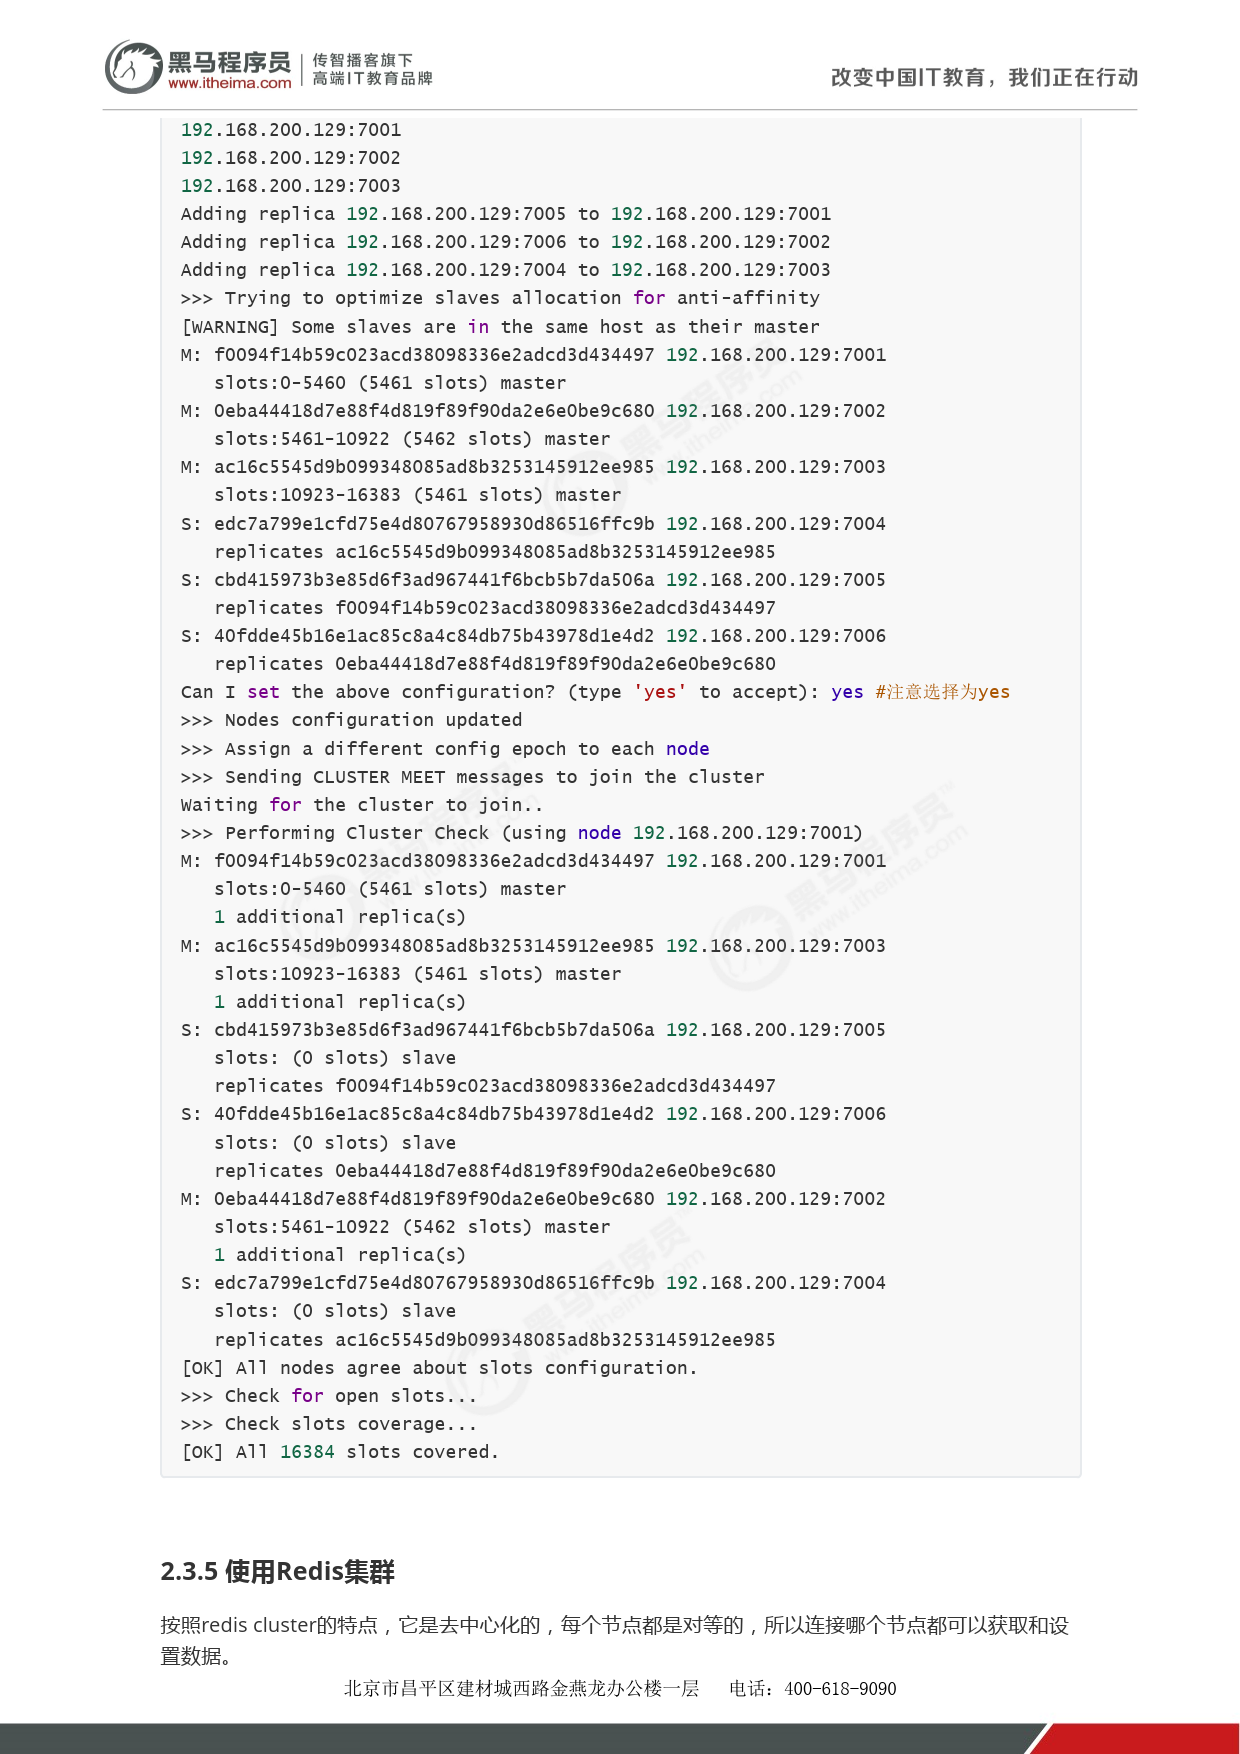 黑马程序员
www.itheima.com
传智播客旗下
高端IT教育品牌
改变中国IT教育，我们正在行动
192.168.200.129:7001
192.168.200.129:7002
192.168.200.129:7003
Adding replica 192.168.200.129:7005 to 192.168.200.129:7001
Adding replica 192.168.200.129:7006 to 192.168.200.129:7002
Adding replica 192.168.200.129:7004 to 192.168.200.129:7003
>>> Trying to optimize slaves allocation for anti-affinity
[WARNING] Some slaves are in the same host as their master
M: f0094f14b59c023acd38098336e2adcd3d434497 192.168.200.129:7001
   slots:0-5460 (5461 slots) master
M: 0eba44418d7e88f4d819f89f90da2e6e0be9c680 192.168.200.129:7002
   slots:5461-10922 (5462 slots) master
M: ac16c5545d9b099348085ad8b3253145912ee985 192.168.200.129:7003
   slots:10923-16383 (5461 slots) master
S: edc7a799e1cfd75e4d80767958930d86516ffc9b 192.168.200.129:7004
   replicates ac16c5545d9b099348085ad8b3253145912ee985
S: cbd415973b3e85d6f3ad967441f6bcb5b7da506a 192.168.200.129:7005
   replicates f0094f14b59c023acd38098336e2adcd3d434497
S: 40fdde45b16e1ac85c8a4c84db75b43978d1e4d2 192.168.200.129:7006
   replicates 0eba44418d7e88f4d819f89f90da2e6e0be9c680
Can I set the above configuration? (type 'yes' to accept): yes #注意选择为yes
>>> Nodes configuration updated
>>> Assign a different config epoch to each node
>>> Sending CLUSTER MEET messages to join the cluster
Waiting for the cluster to join..
>>> Performing Cluster Check (using node 192.168.200.129:7001)
M: f0094f14b59c023acd38098336e2adcd3d434497 192.168.200.129:7001
   slots:0-5460 (5461 slots) master
   1 additional replica(s)
M: ac16c5545d9b099348085ad8b3253145912ee985 192.168.200.129:7003
   slots:10923-16383 (5461 slots) master
   1 additional replica(s)
S: cbd415973b3e85d6f3ad967441f6bcb5b7da506a 192.168.200.129:7005
   slots: (0 slots) slave
   replicates f0094f14b59c023acd38098336e2adcd3d434497
S: 40fdde45b16e1ac85c8a4c84db75b43978d1e4d2 192.168.200.129:7006
   slots: (0 slots) slave
   replicates 0eba44418d7e88f4d819f89f90da2e6e0be9c680
M: 0eba44418d7e88f4d819f89f90da2e6e0be9c680 192.168.200.129:7002
   slots:5461-10922 (5462 slots) master
   1 additional replica(s)
S: edc7a799e1cfd75e4d80767958930d86516ffc9b 192.168.200.129:7004
   slots: (0 slots) slave
   replicates ac16c5545d9b099348085ad8b3253145912ee985
[OK] All nodes agree about slots configuration.
>>> Check for open slots...
>>> Check slots coverage...
[OK] All 16384 slots covered.
2.3.5 使用Redis集群
按照redis cluster的特点，它是去中心化的，每个节点都是对等的，所以连接哪个节点都可以获取和设
置数据。
北京市昌平区建材城西路金燕龙办公楼一层 电话：400-618-9090